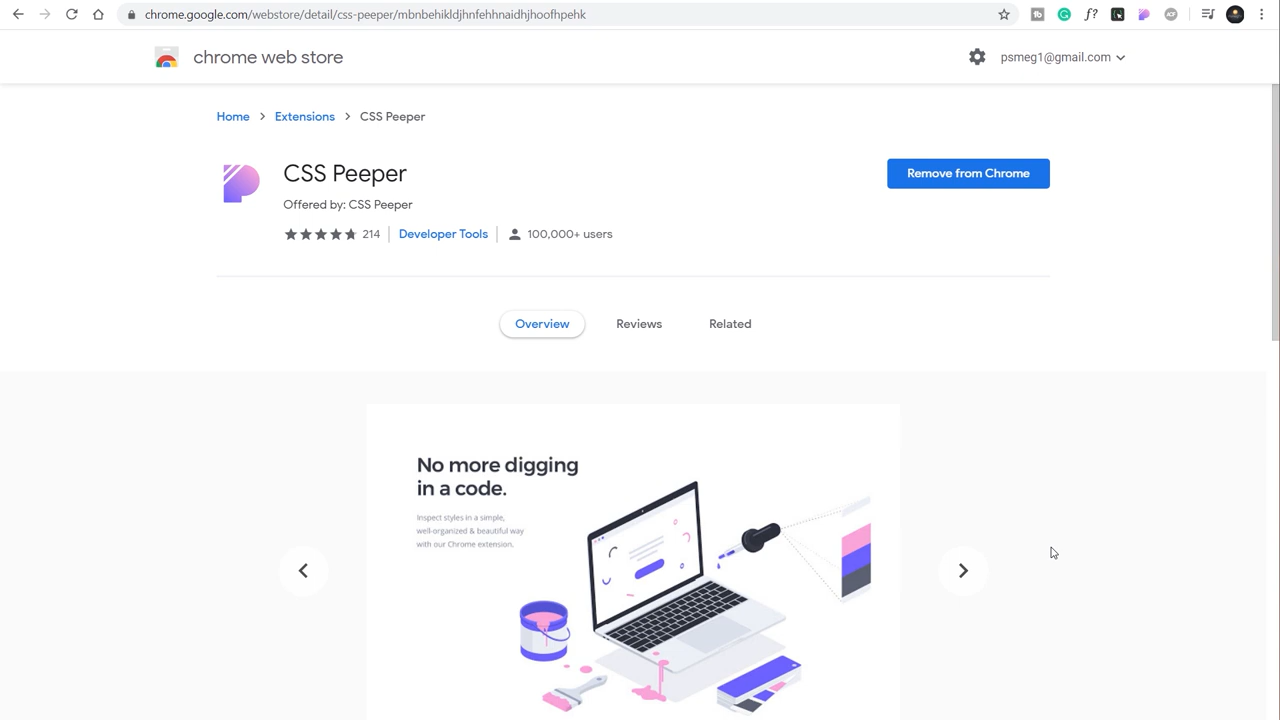 chrome.google.com/webstore/detail/css-peeper/mbnbehikldjhnfehhnaidhjhoofhpehk
f?
chrome web store
psmeg1@gmail.com
Home > Extensions > CSS Peeper
CSS Peeper
Remove from Chrome
Offered by: CSS Peeper
214 | Developer Tools | 100,000+ users
Overview Reviews Related
No more digging
in a code.
Inspect styles in a simple,
well-organized & beautiful way
with our Chrome extension.